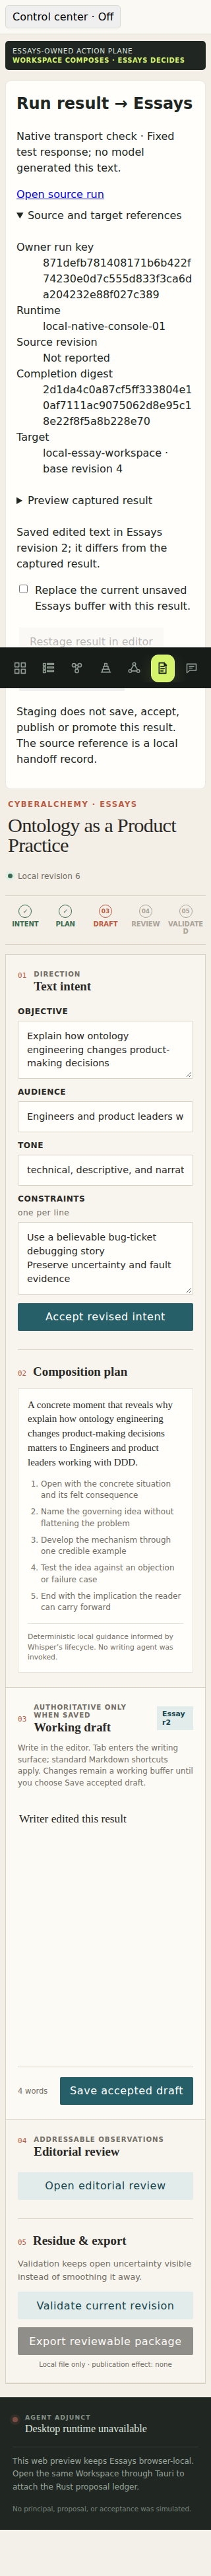 Control center · Off
ESSAYS-OWNED ACTION PLANE
WORKSPACE COMPOSES · ESSAYS DECIDES
Run result → Essays
Native transport check · Fixed
test response; no model
generated this text.
Open source run
▼ Source and target references
Owner run key
871defb781408171b6b422f
74230e0d7c555d833f3ca6d
a204232e88f027c389
Runtime
local-native-console-01
Source revision
Not reported
Completion digest
2d1da4c0a87cf5ff333804e1
0af7111ac9075062d8e95c1
8e22f8f5a8b228e70
Target
local-essay-workspace ·
base revision 4
▶ Preview captured result
Saved edited text in Essays
revision 2; it differs from the
captured result.
Replace the current unsaved
Essays buffer with this result.
Restage result in editor
Staging does not save, accept,
publish or promote this result.
The source reference is a local
handoff record.
CYBERALCHEMY · ESSAYS
Ontology as a Product
Practice
Local revision 6
✓ ✓ 03 04 05
INTENT PLAN DRAFT REVIEW VALIDATE
D
01 DIRECTION
Text intent
OBJECTIVE
Explain how ontology
engineering changes product-
making decisions
AUDIENCE
Engineers and product leaders w
TONE
technical, descriptive, and narrat
CONSTRAINTS
one per line
Use a believable bug-ticket
debugging story
Preserve uncertainty and fault
evidence
Accept revised intent
02 Composition plan
A concrete moment that reveals why
explain how ontology engineering
changes product-making decisions
matters to Engineers and product
leaders working with DDD.
1. Open with the concrete situation
and its felt consequence
2. Name the governing idea without
flattening the problem
3. Develop the mechanism through
one credible example
4. Test the idea against an objection
or failure case
5. End with the implication the reader
can carry forward
Deterministic local guidance informed by
Whisper's lifecycle. No writing agent was
invoked.
03 AUTHORITATIVE ONLY
WHEN SAVED
Working draft
Essay
r2
Write in the editor. Tab enters the writing
surface; standard Markdown shortcuts
apply. Changes remain a working buffer until
you choose Save accepted draft.
Writer edited this result
4 words
Save accepted draft
04 ADDRESSABLE OBSERVATIONS
Editorial review
Open editorial review
05 Residue & export
Validation keeps open uncertainty visible
instead of smoothing it away.
Validate current revision
Export reviewable package
Local file only · publication effect: none
AGENT ADJUNCT
Desktop runtime unavailable
This web preview keeps Essays browser-local.
Open the same Workspace through Tauri to
attach the Rust proposal ledger.
No principal, proposal, or acceptance was simulated.